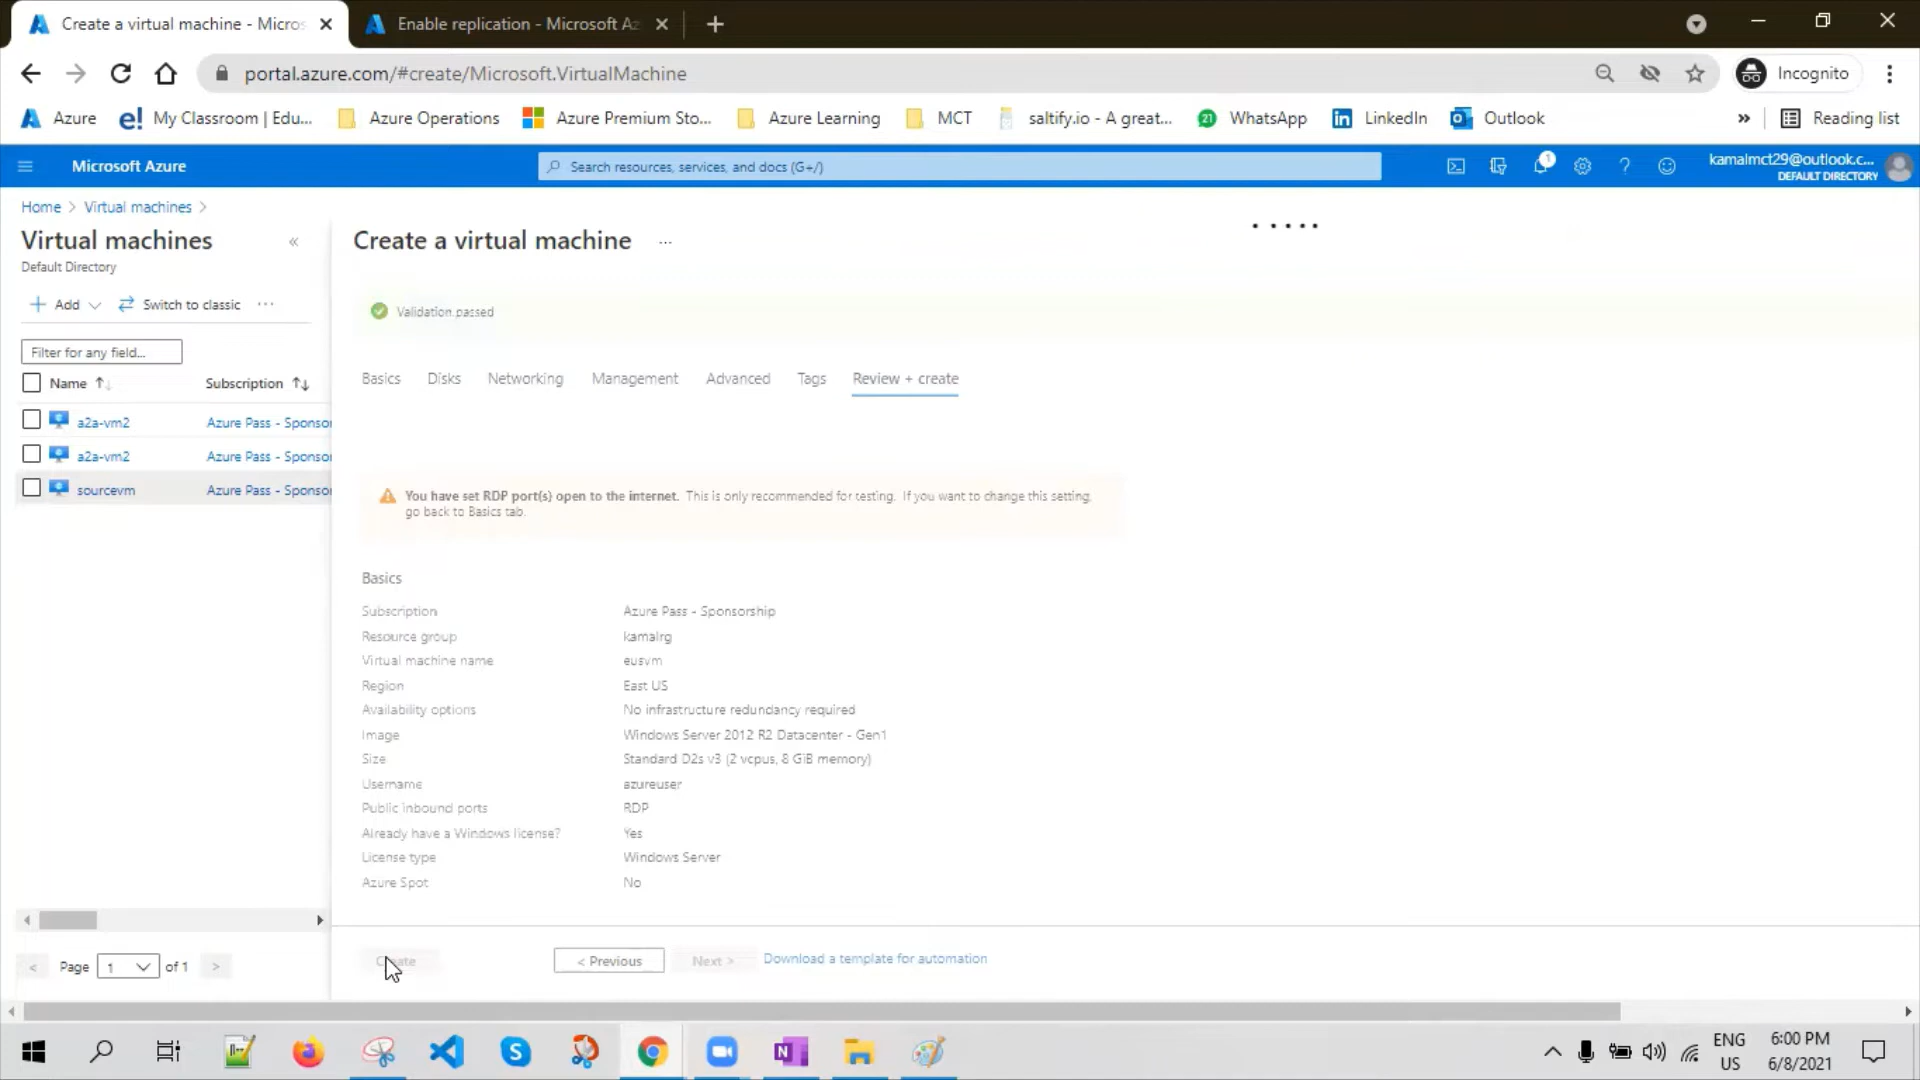 Create a virtual machine - Micros
Enable replication - Microsoft Az
portal.azure.com/#create/Microsoft.VirtualMachine
Incognito
Azure
e! My Classroom | Edu...
Azure Operations
Azure Premium Sto...
Azure Learning
MCT
saltify.io - A great...
21 WhatsApp
in LinkedIn
Outlook
»
Reading list
Microsoft Azure
Search resources, services, and docs (G+/)
1
kamalmct29@outlook.c...
DEFAULT DIRECTORY
Home > Virtual machines >
Virtual machines «
Default Directory
+ Add
Switch to classic ...
Filter for any field...
Name ↑↓
Subscription ↑↓
a2a-vm2 Azure Pass - Sponsor
a2a-vm2 Azure Pass - Sponsor
sourcevm Azure Pass - Sponsor
< Page 1 of 1 >
Create a virtual machine ...
Validation passed
Basics Disks Networking Management Advanced Tags Review + create
You have set RDP port(s) open to the internet. This is only recommended for testing. If you want to change this setting,
go back to Basics tab.
Basics
Subscription Azure Pass - Sponsorship
Resource group kamalrg
Virtual machine name eusvm
Region East US
Availability options No infrastructure redundancy required
Image Windows Server 2012 R2 Datacenter - Gen1
Size Standard D2s v3 (2 vcpus, 8 GiB memory)
Username azureuser
Public inbound ports RDP
Already have a Windows license? Yes
License type Windows Server
Azure Spot No
Create < Previous Next > Download a template for automation
ENG
US
6:00 PM
6/8/2021